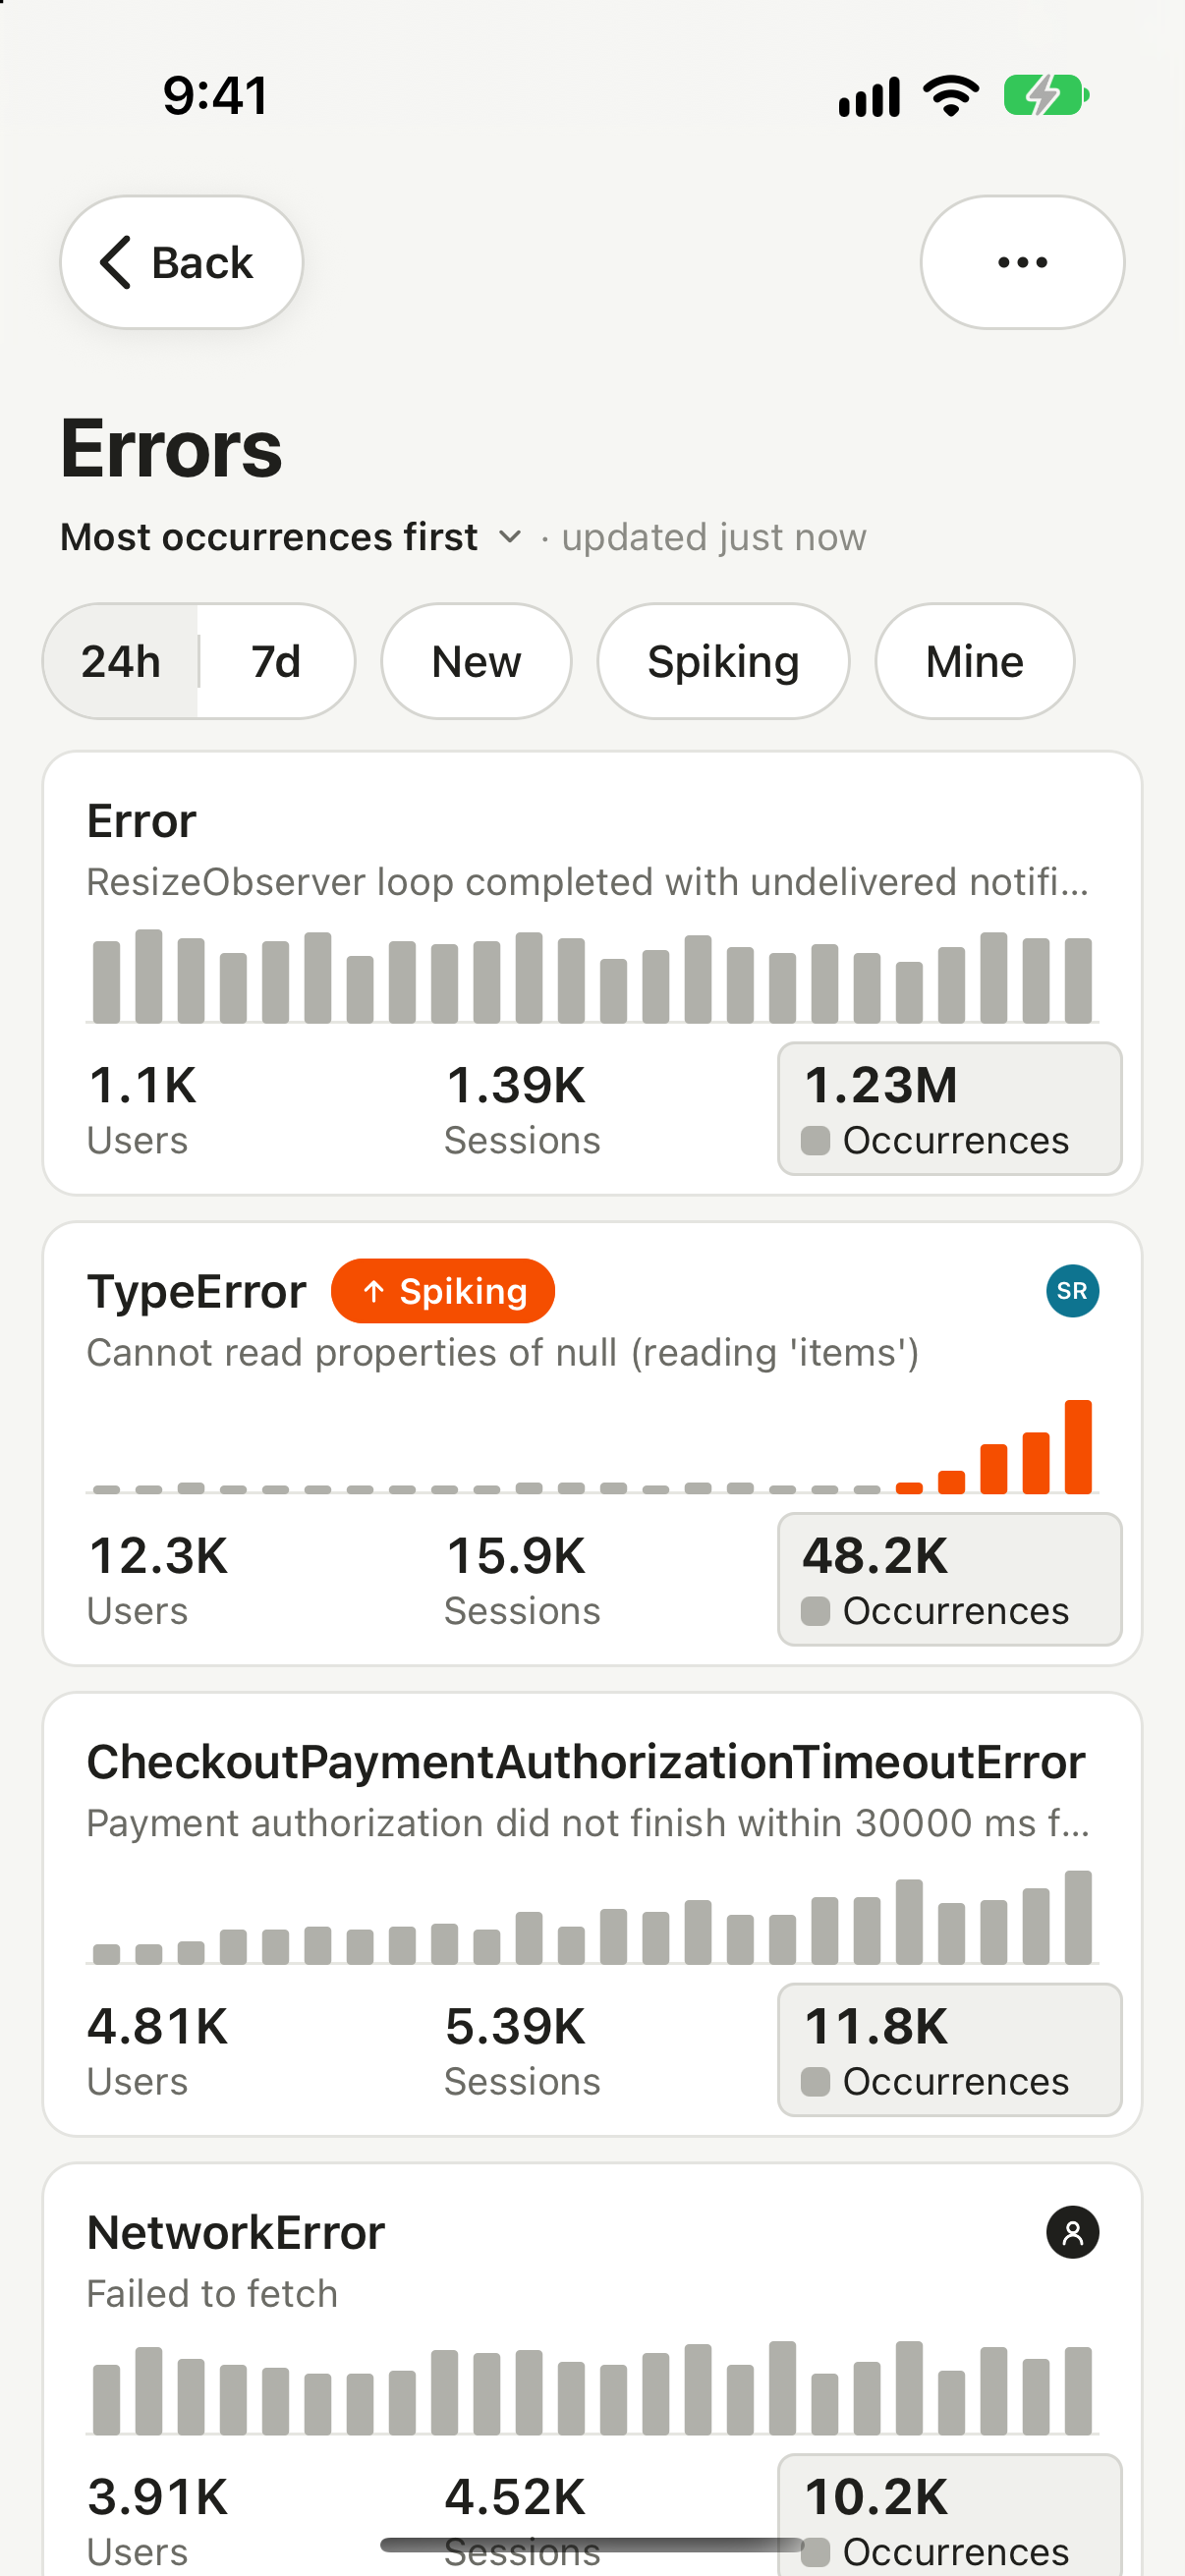 9:41
Back
Errors
Most occurrences first · updated just now
24h 7d New Spiking Mine
Error
ResizeObserver loop completed with undelivered notifi...
1.1K 1.39K 1.23M
Users Sessions Occurrences
TypeError ↑ Spiking SR
Cannot read properties of null (reading 'items')
12.3K 15.9K 48.2K
Users Sessions Occurrences
CheckoutPaymentAuthorizationTimeoutError
Payment authorization did not finish within 30000 ms f...
4.81K 5.39K 11.8K
Users Sessions Occurrences
NetworkError
Failed to fetch
3.91K 4.52K 10.2K
Users Sessions Occurrences